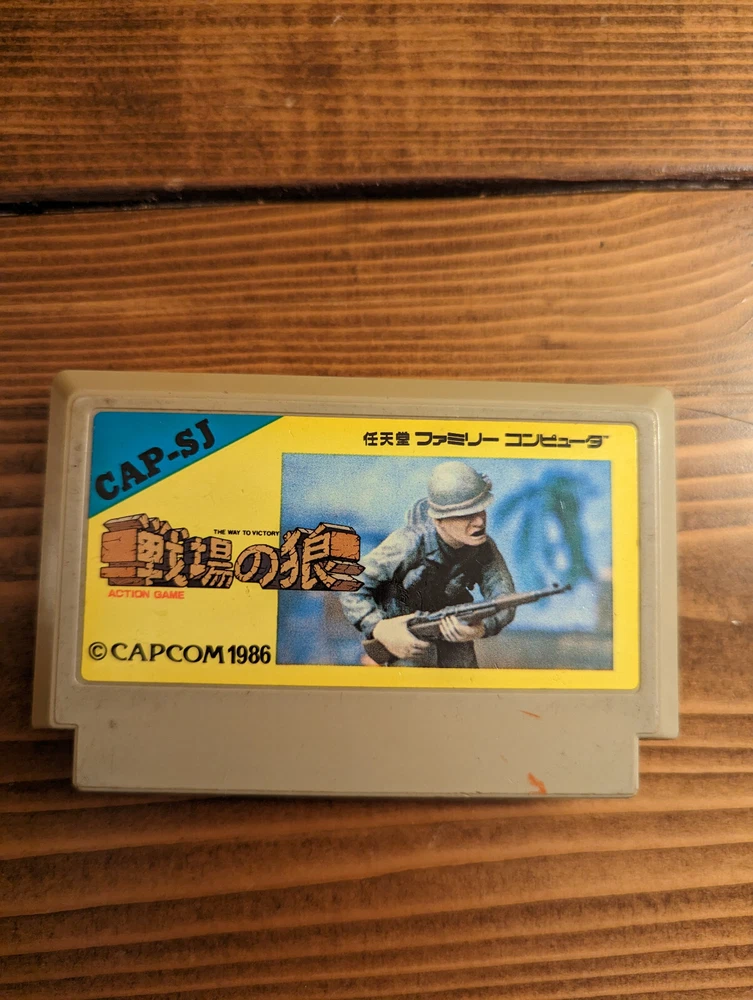 CAP-SJ
任天堂 ファミリー コンピュータ
THE WAY TO VICTORY
戦場の狼
ACTION GAME
©CAPCOM 1986